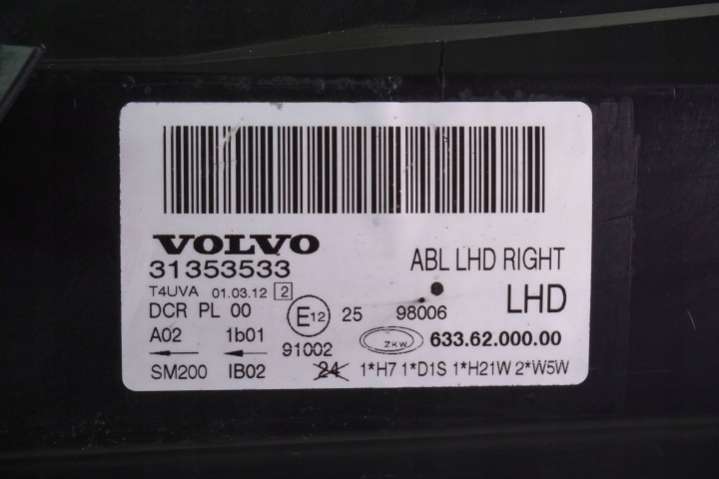 VOLVO
31353533
ABL LHD RIGHT
T4UVA 01.03.12 2
DCR PL 00
E12 25 98006
LHD
A02 1b01
91002
ZKW 633.62.000.00
SM200 IB02
24 1*H7 1*D1S 1*H21W 2*W5W